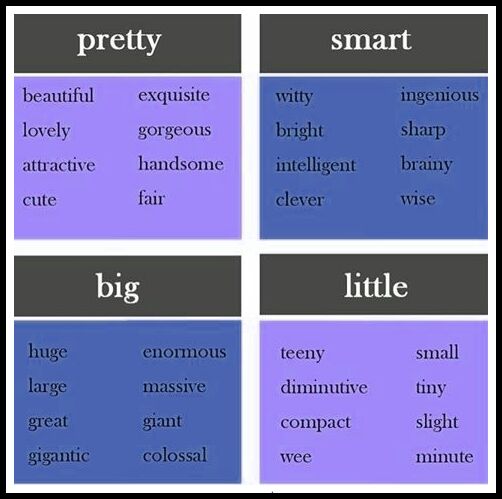 pretty
beautiful exquisite
lovely gorgeous
attractive handsome
cute fair
smart
witty ingenious
bright sharp
intelligent brainy
clever wise
big
huge enormous
large massive
great giant
gigantic colossal
little
teeny small
diminutive tiny
compact slight
wee minute